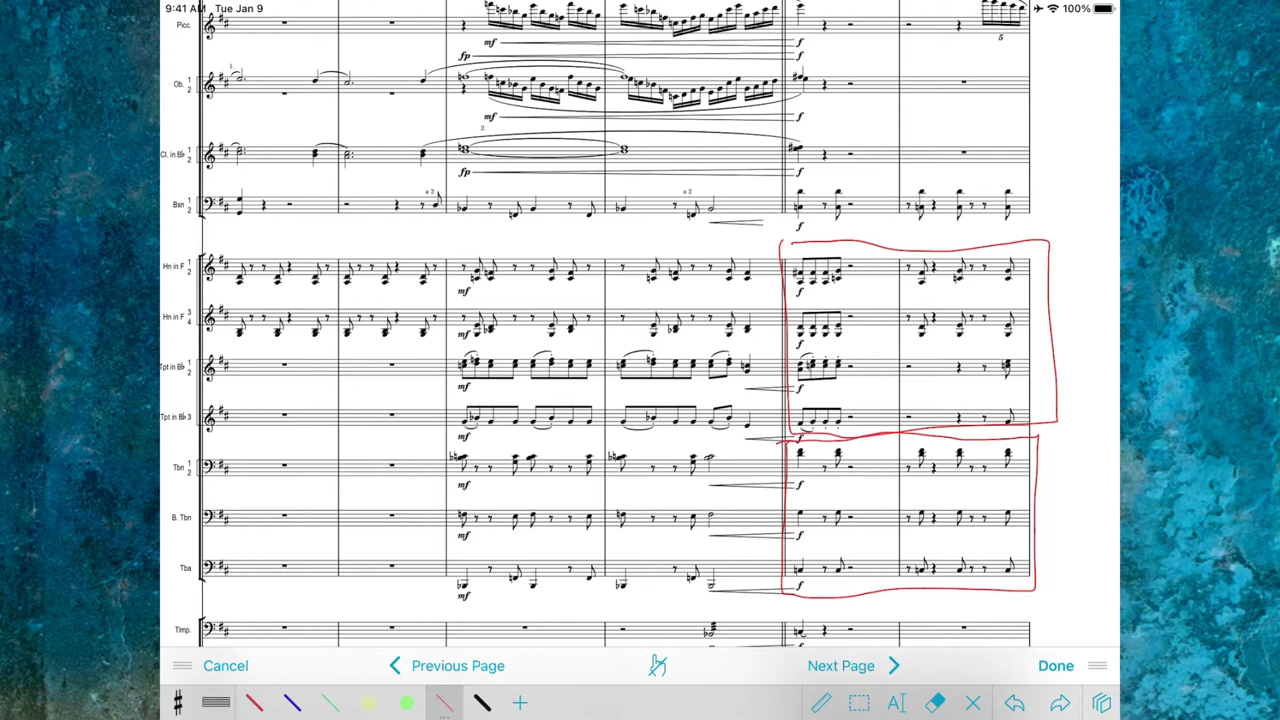 9:41 AM Tue Jan 9 100%
Picc.
mf f 5
fp f
1.
Ob. 1 2
mf f
2.
Cl. in B♭ 1 2
fp f
a 2 a 2
Bsn 1 2
f
Hn in F 1 2
mf f
Hn in F 3 4
mf f
Tpt in B♭ 1 2
mf f
Tpt in B♭ 3
mf f
Tbn 1 2
mf f
B. Tbn
mf f
Tba
mf f
Timp.
Cancel Previous Page Next Page Done